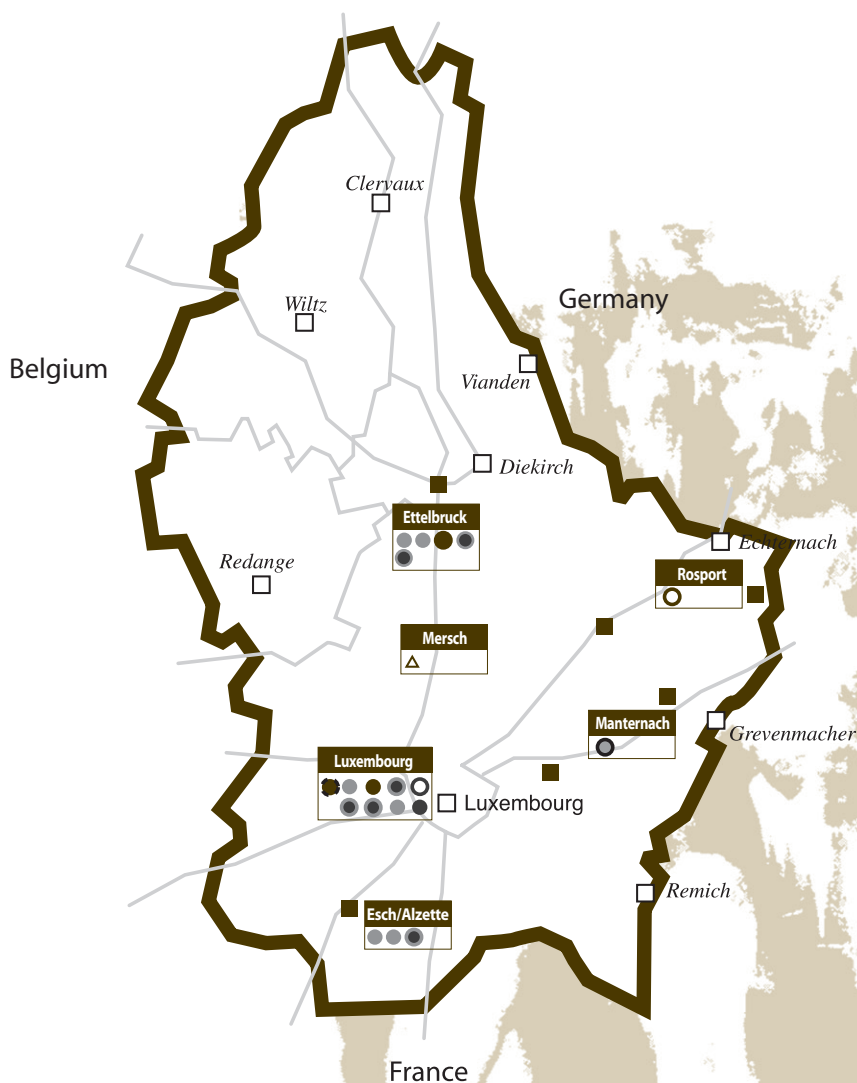 Clervaux
Germany
Wiltz
Belgium
Vianden
Diekirch
Ettelbruck
Echternach
Redange
Rosport
Mersch
Manternach
Grevenmacher
Luxembourg
Luxembourg
Remich
Esch/Alzette
France